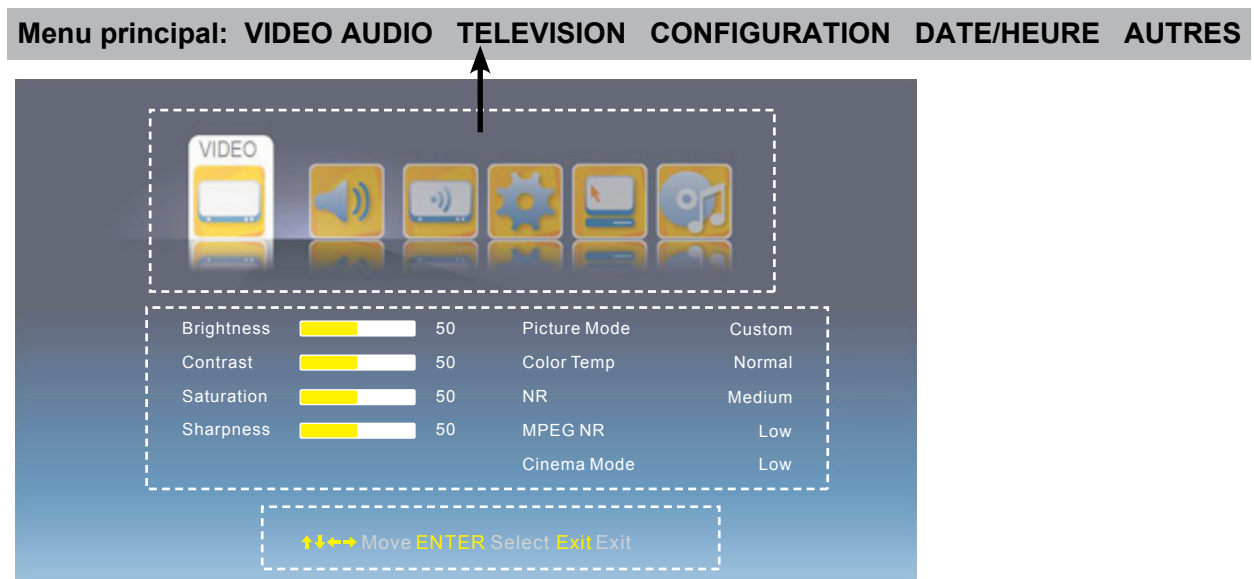 Menu principal: VIDEO AUDIO TELEVISION CONFIGURATION DATE/HEURE AUTRES
VIDEO
Brightness 50 Picture Mode Custom
Contrast 50 Color Temp Normal
Saturation 50 NR Medium
Sharpness 50 MPEG NR Low
Cinema Mode Low
Move ENTER Select Exit Exit